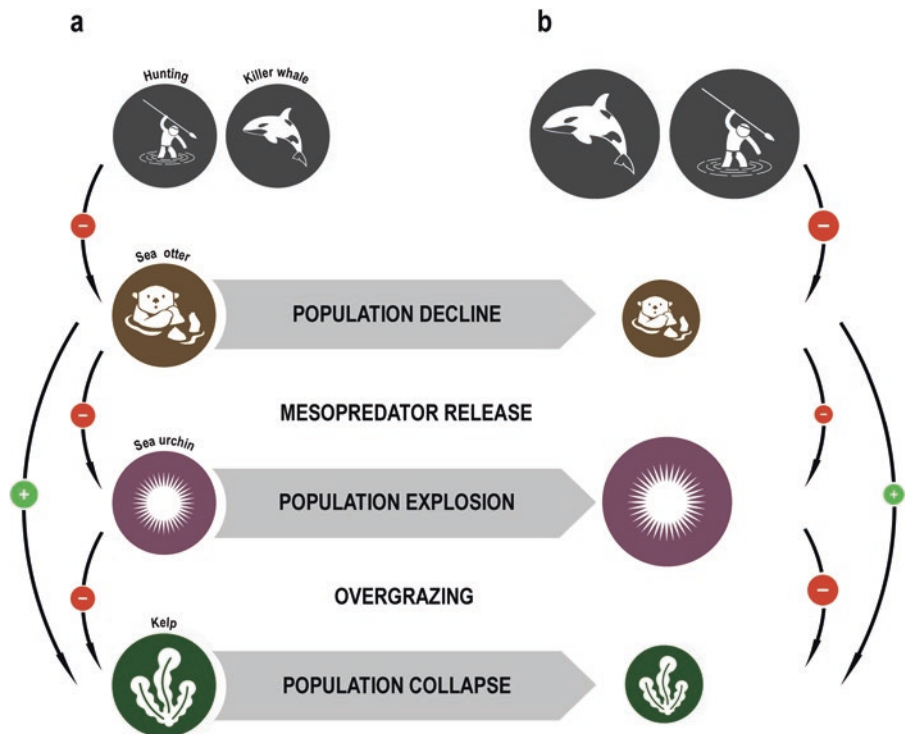 a
b
Hunting
Killer whale
−
−
Sea otter
POPULATION DECLINE
MESOPREDATOR RELEASE
−
−
Sea urchin
+
POPULATION EXPLOSION
+
OVERGRAZING
−
−
Kelp
POPULATION COLLAPSE